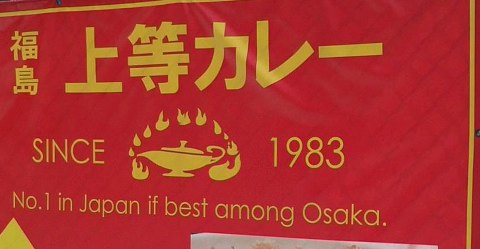 福島 上等カレー
SINCE 1983
No.1 in Japan if best among Osaka.